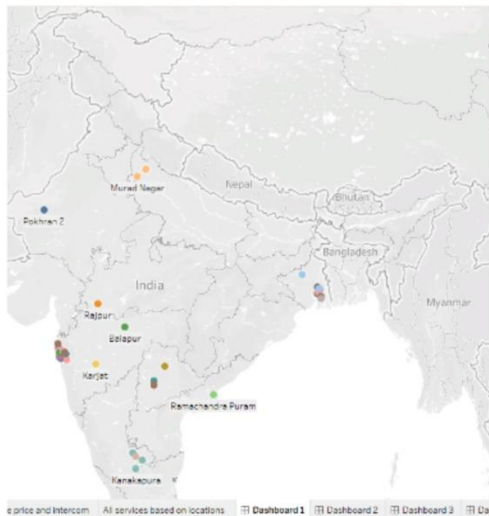 Murad Nagar
Nepal
Bhutan
Pokhran 2
Bangladesh
India
Myanmar
Rajpur
Balapur
Karjat
Ramachandra Puram
Kanakapura
e price and Intercom All services based on locations Dashboard 1 Dashboard 2 Dashboard 3 Da